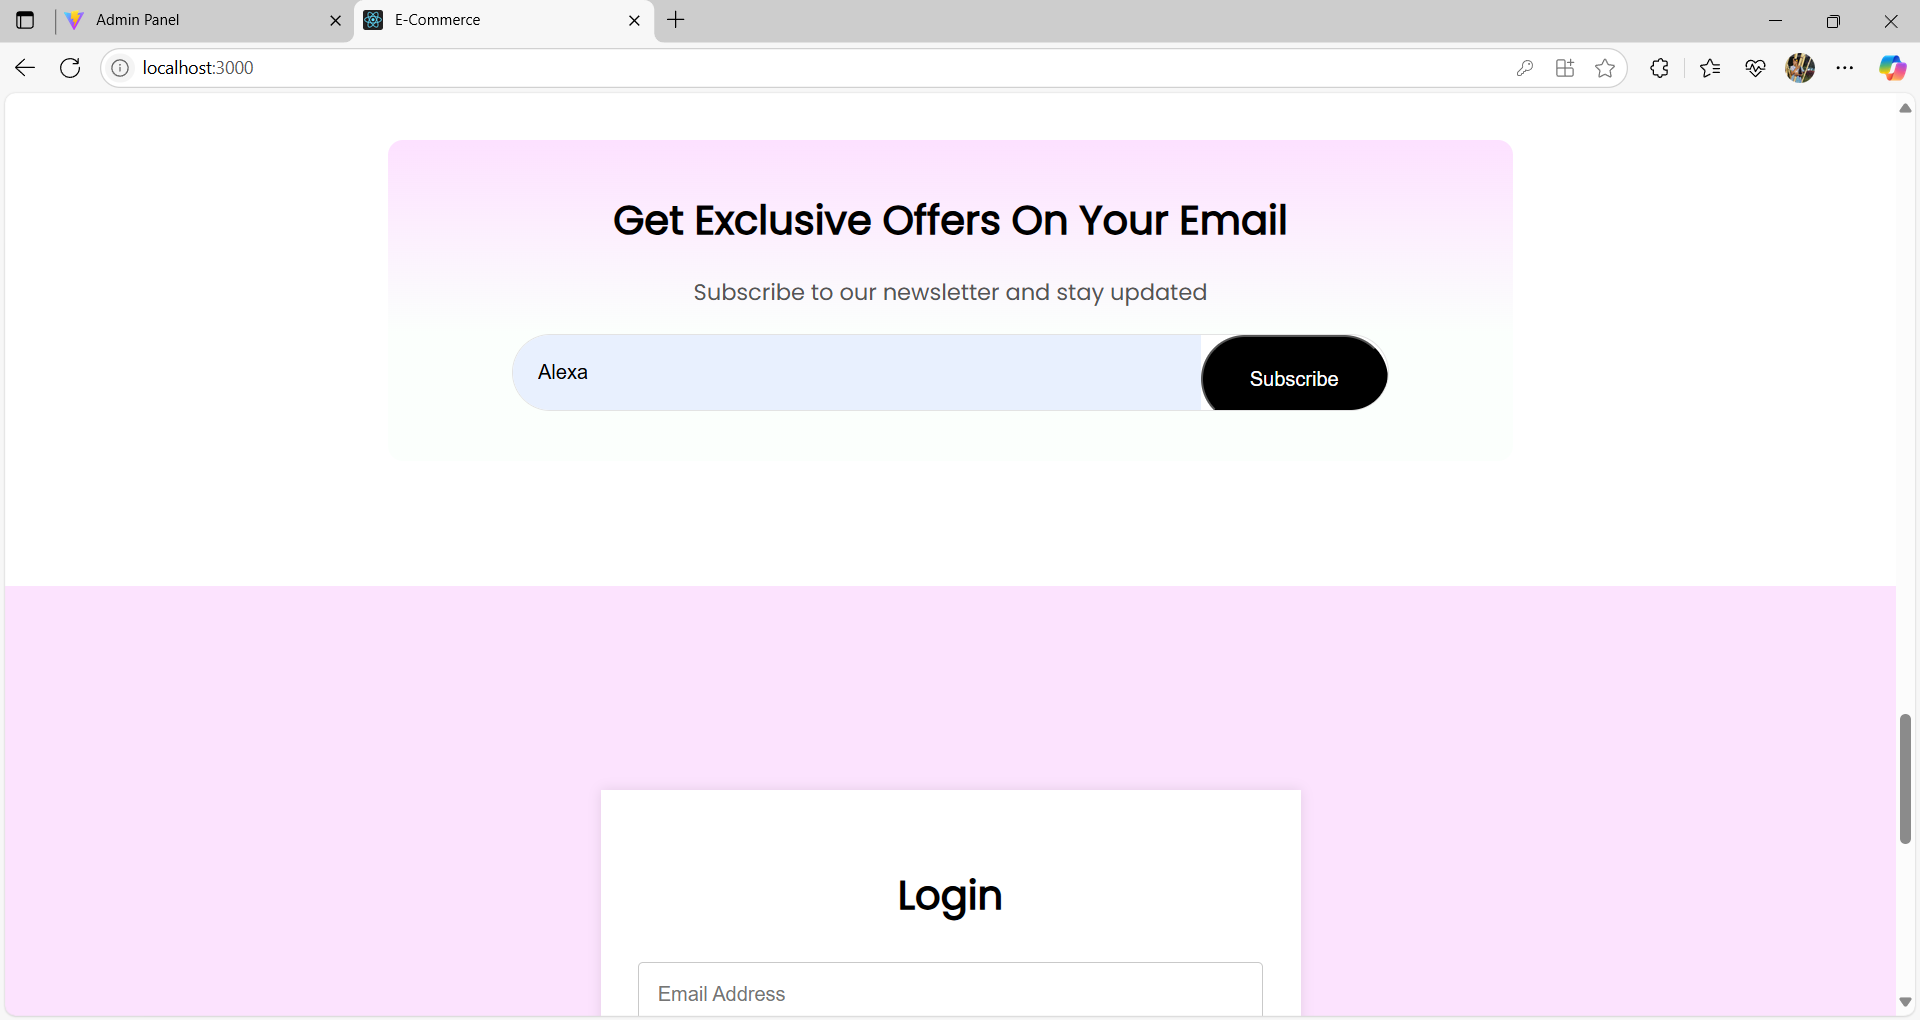 Admin Panel
E-Commerce
localhost:3000
Get Exclusive Offers On Your Email
Subscribe to our newsletter and stay updated
Alexa
Subscribe
Login
Email Address